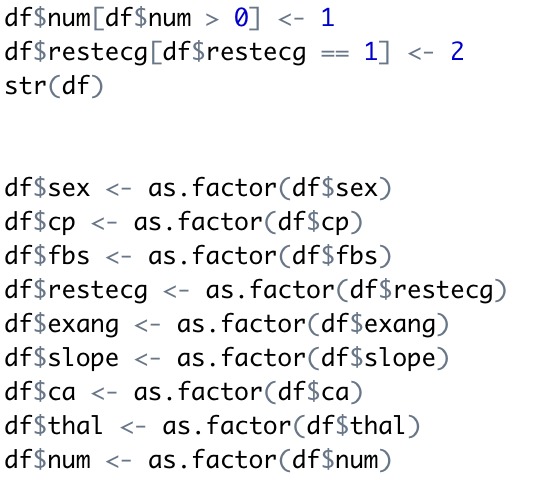 df$num[df$num > 0] <- 1
df$restecg[df$restecg == 1] <- 2
str(df)
df$sex <- as.factor(df$sex)
df$cp <- as.factor(df$cp)
df$fbs <- as.factor(df$fbs)
df$restecg <- as.factor(df$restecg)
df$exang <- as.factor(df$exang)
df$slope <- as.factor(df$slope)
df$ca <- as.factor(df$ca)
df$thal <- as.factor(df$thal)
df$num <- as.factor(df$num)